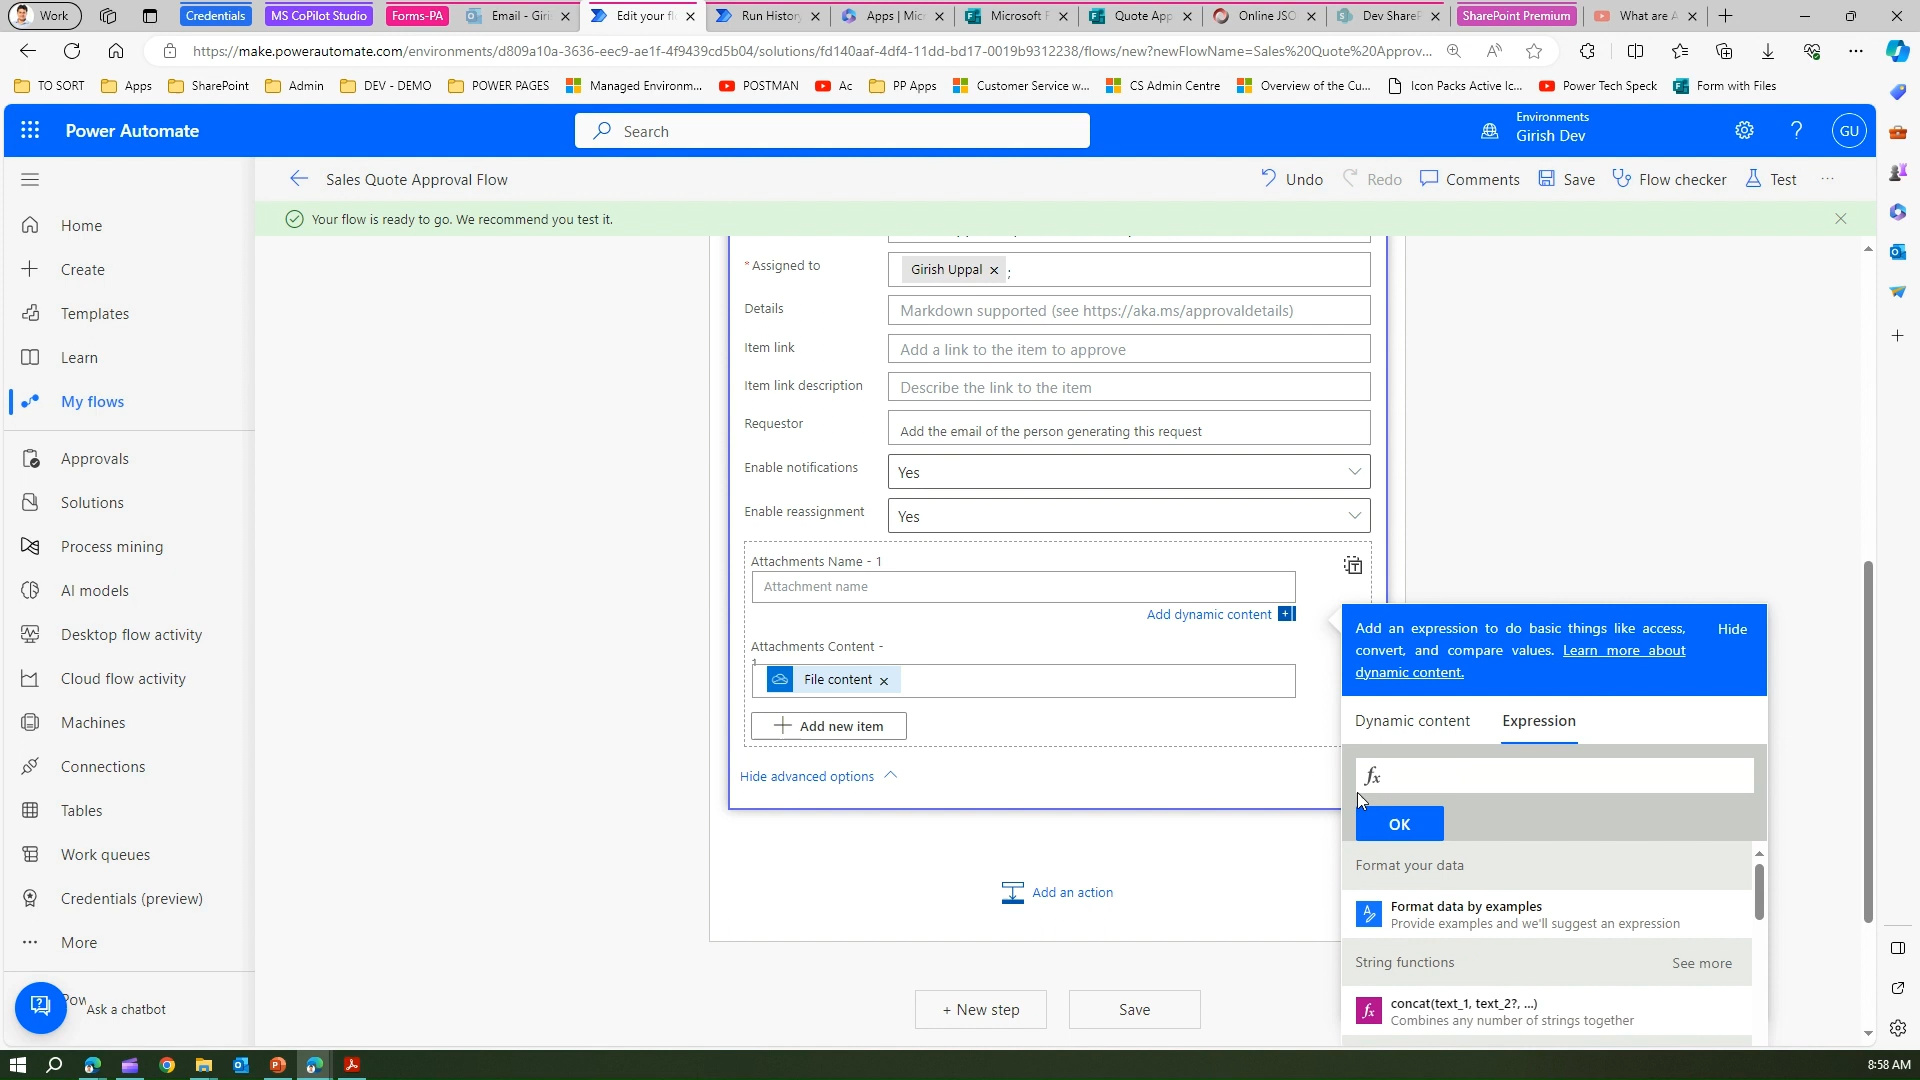 Work
Credentials
MS CoPilot Studio
Forms-PA
Email - Giri
Edit your fl
Run History
Apps | Mic
Microsoft F
Quote App
Online JSO
Dev ShareP
SharePoint Premium
What are A
https://make.powerautomate.com/environments/d809a10a-3636-eec9-ae1f-4f9439cd5b04/solutions/fd140aaf-4df4-11dd-bd17-0019b9312238/flows/new?newFlowName=Sales%20Quote%20Approv...
TO SORT
Apps
SharePoint
Admin
DEV - DEMO
POWER PAGES
Managed Environm...
POSTMAN
Ac
PP Apps
Customer Service w...
CS Admin Centre
Overview of the Cu...
Icon Packs Active Ic...
Power Tech Speck
Form with Files
Power Automate
Search
Environments
Girish Dev
GU
Sales Quote Approval Flow
Undo
Redo
Comments
Save
Flow checker
Test
Your flow is ready to go. We recommend you test it.
Home
Create
Templates
Learn
My flows
Approvals
Solutions
Process mining
AI models
Desktop flow activity
Cloud flow activity
Machines
Connections
Tables
Work queues
Credentials (preview)
More
Pow
Ask a chatbot
* Assigned to
Girish Uppal ;
Details
Markdown supported (see https://aka.ms/approvaldetails)
Item link
Add a link to the item to approve
Item link description
Describe the link to the item
Requestor
Add the email of the person generating this request
Enable notifications
Yes
Enable reassignment
Yes
Attachments Name - 1
Attachment name
Add dynamic content
Attachments Content -
1
File content
Add new item
Hide advanced options
Add an action
+ New step
Save
Add an expression to do basic things like access,
convert, and compare values. Learn more about
dynamic content.
Hide
Dynamic content
Expression
fx
OK
Format your data
Format data by examples
Provide examples and we'll suggest an expression
String functions
See more
fx
concat(text_1, text_2?, ...)
Combines any number of strings together
8:58 AM